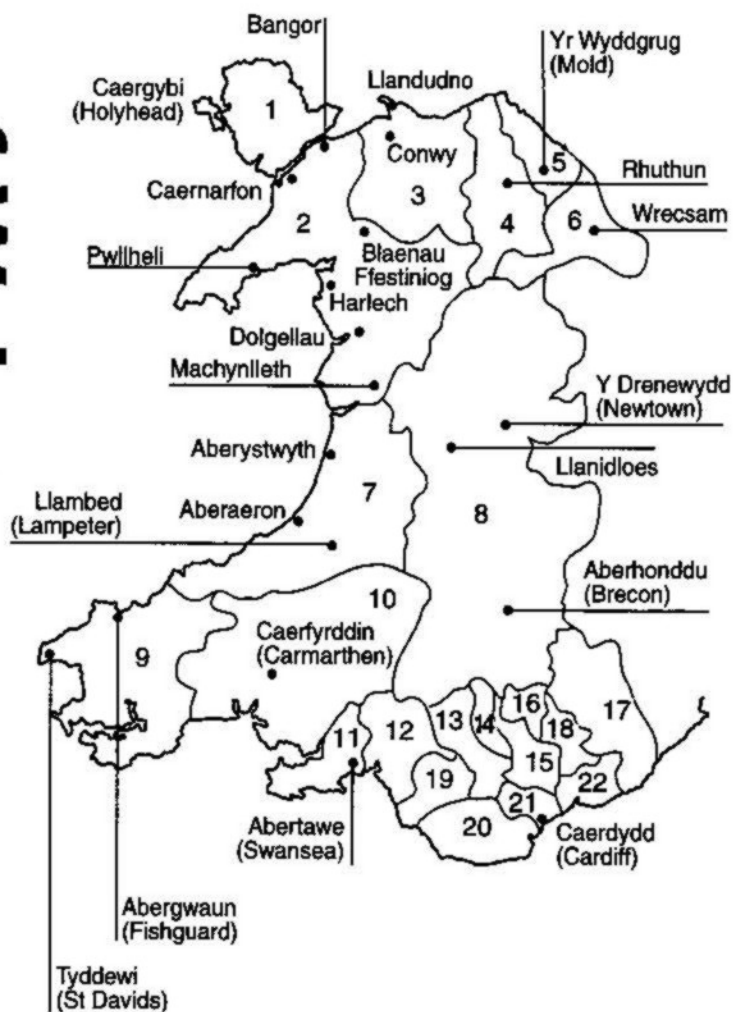 Bangor
Yr Wyddgrug
(Mold)
Llandudno
Caergybi
(Holyhead)
1
Conwy
5
Rhuthun
Caernarfon
3
4
2
6
Wrecsam
Pwllheli
Blaenau
Ffestiniog
Harlech
Dolgellau
Machynlleth
Y Drenewydd
(Newtown)
Aberystwyth
Llanidloes
7
8
Llambed
(Lampeter)
Aberaeron
Aberhonddu
(Brecon)
10
9
Caerfyrddin
(Carmarthen)
16
17
11
12
13
14
18
15
19
22
21
20
Abertawe
(Swansea)
Caerdydd
(Cardiff)
Abergwaun
(Fishguard)
Tyddewi
(St Davids)